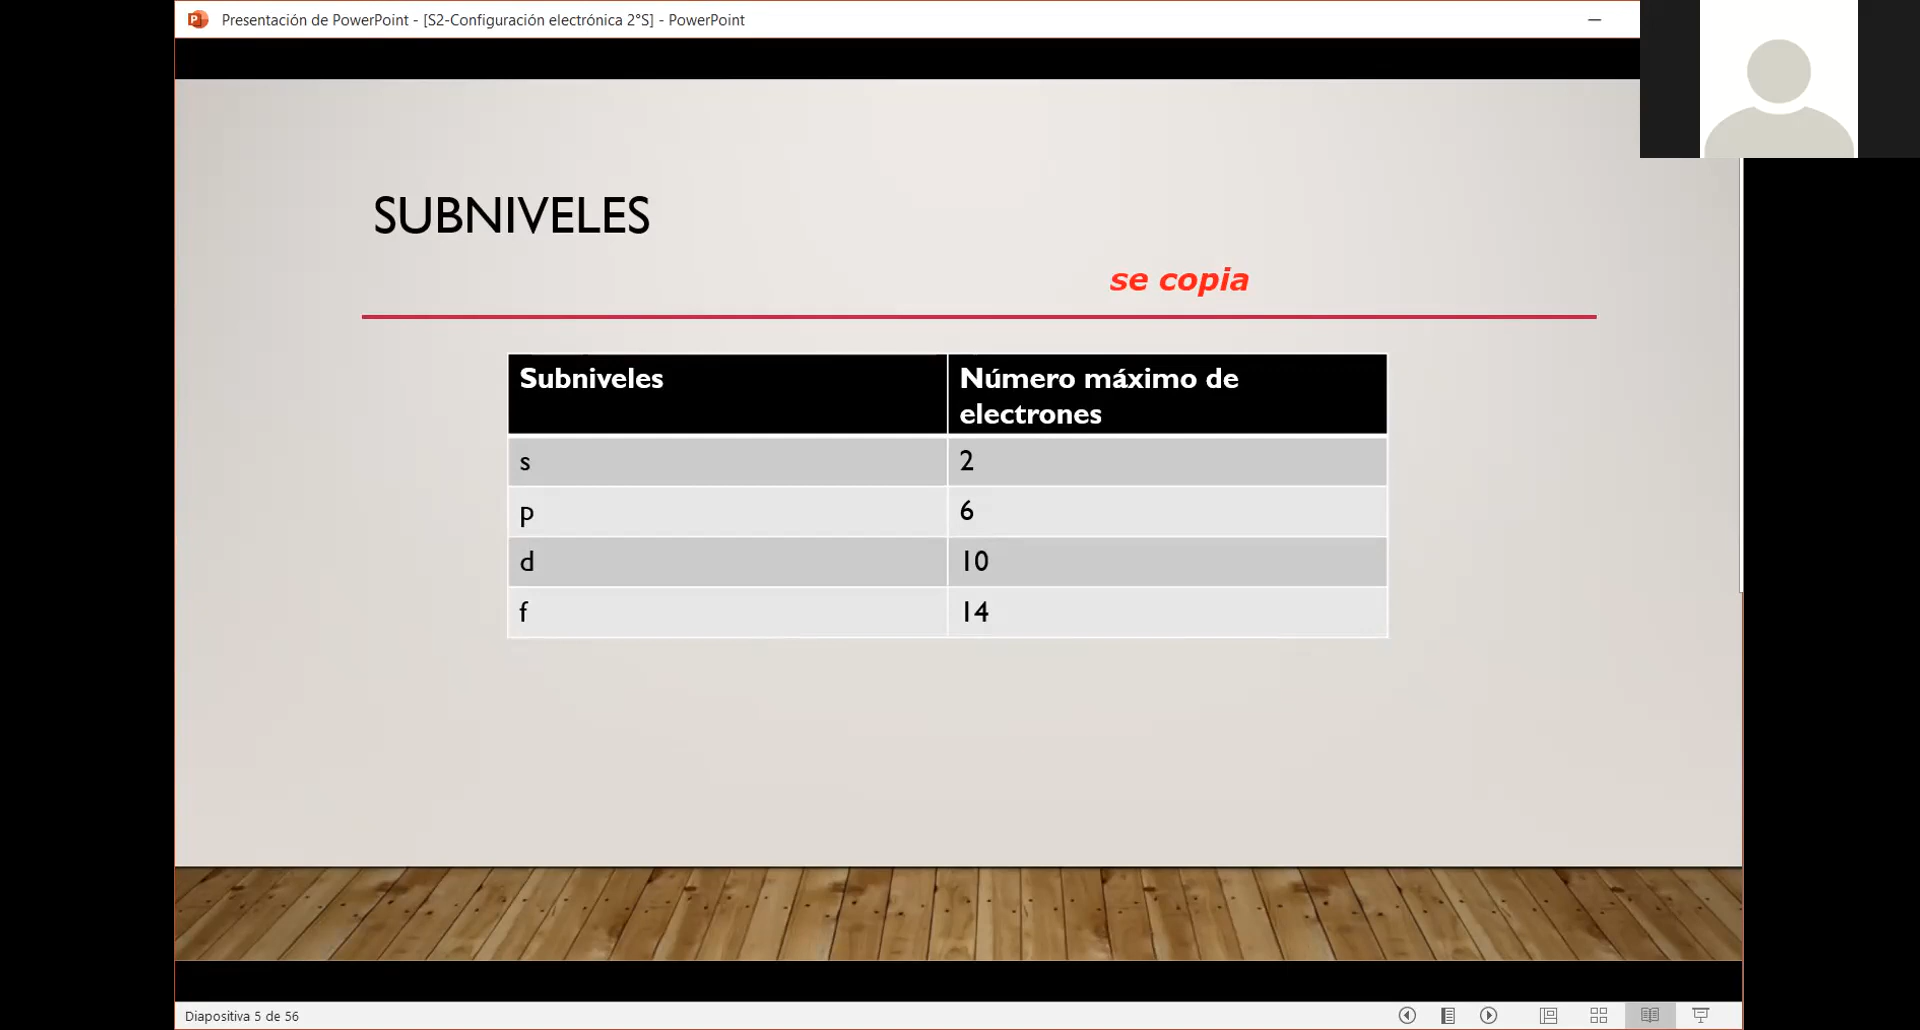 Presentación de PowerPoint - [S2-Configuración electrónica 2°S] - PowerPoint
SUBNIVELES
se copia
Subniveles
Número máximo de
electrones
s
2
p
6
d
10
f
14
Diapositiva 5 de 56